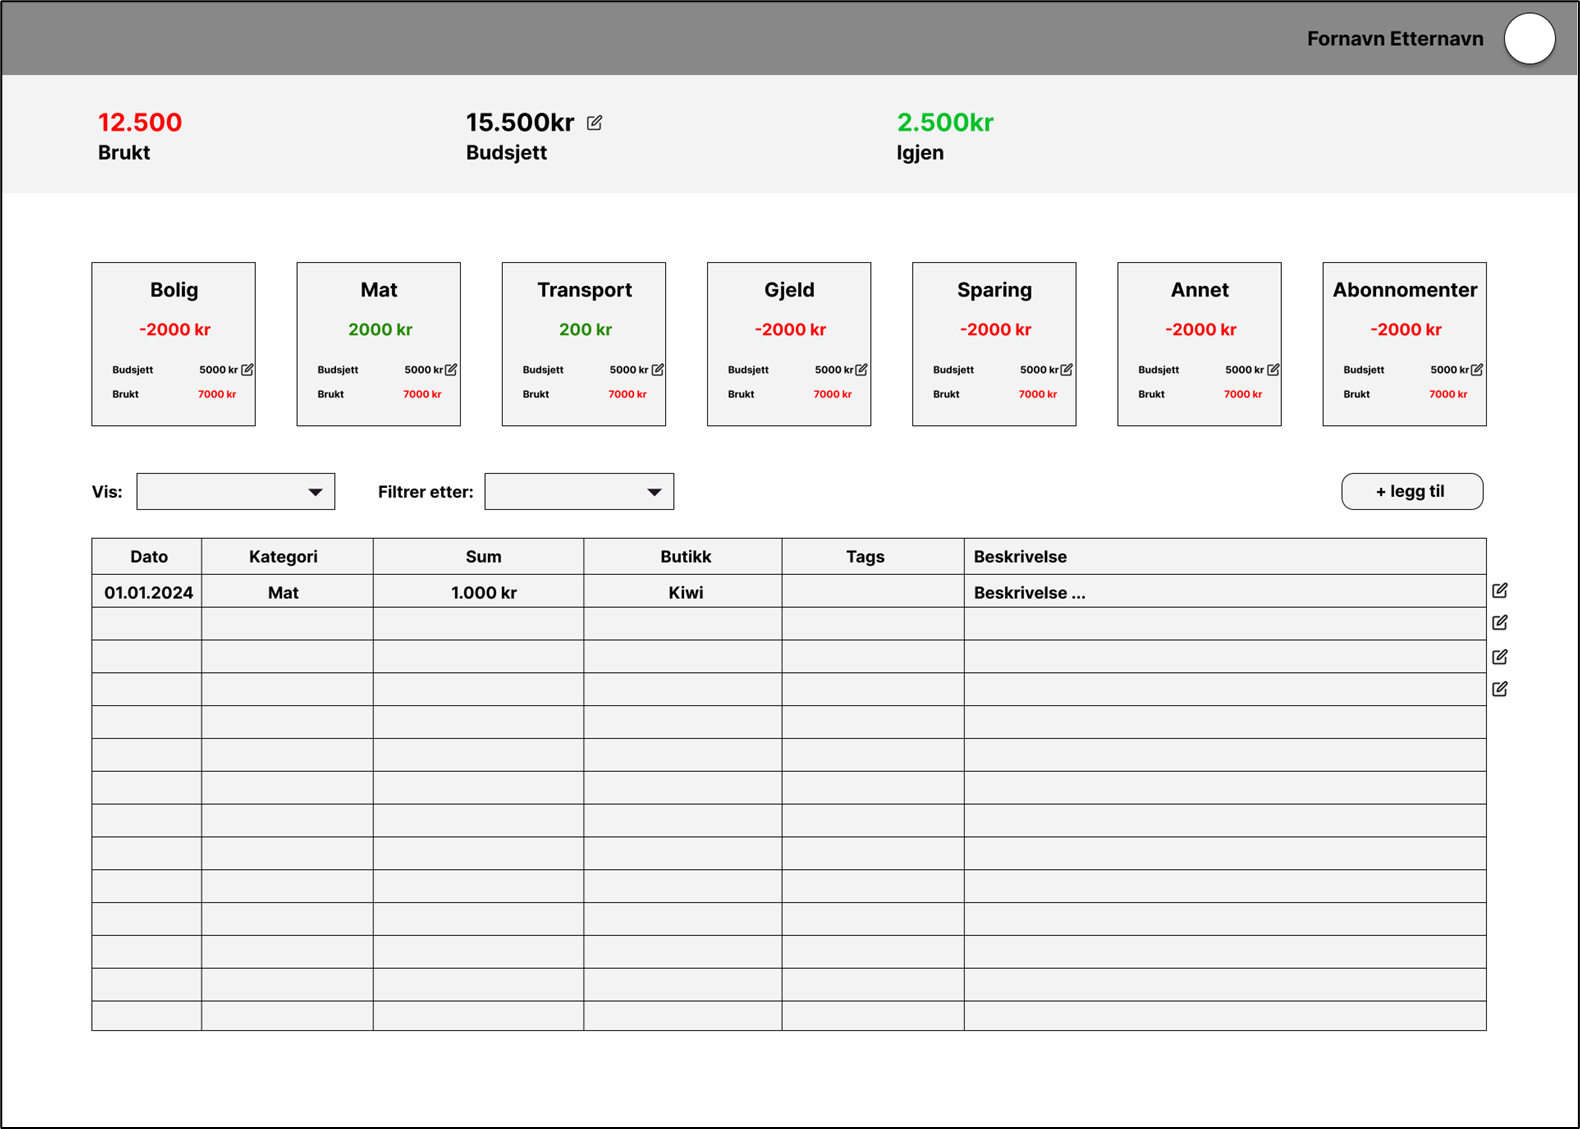 Fornavn Etternavn
12.500 15.500kr 2.500kr
Brukt Budsjett Igjen
Bolig Mat Transport Gjeld Sparing Annet Abonnomenter
-2000 kr 2000 kr 200 kr -2000 kr -2000 kr -2000 kr -2000 kr
Budsjett 5000 kr Budsjett 5000 kr Budsjett 5000 kr Budsjett 5000 kr Budsjett 5000 kr Budsjett 5000 kr Budsjett 5000 kr
Brukt 7000 kr Brukt 7000 kr Brukt 7000 kr Brukt 7000 kr Brukt 7000 kr Brukt 7000 kr Brukt 7000 kr
Vis: Filtrer etter: + legg til
Dato Kategori Sum Butikk Tags Beskrivelse
01.01.2024 Mat 1.000 kr Kiwi Beskrivelse ...